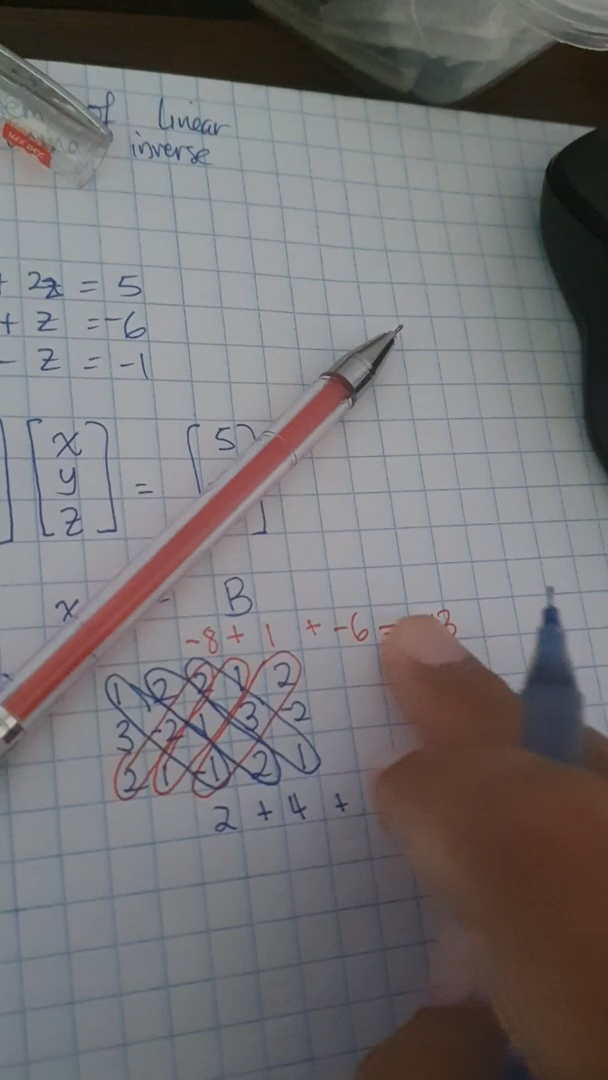 of linear
inverse
+ 2z = 5
+ z = -6
- z = -1
[x y z] = [5
x B
-8 + 1 + -6 =
1 2 2 1 2
3 -2 1 3 -2
2 1 -1 2 1
2 + 4 +